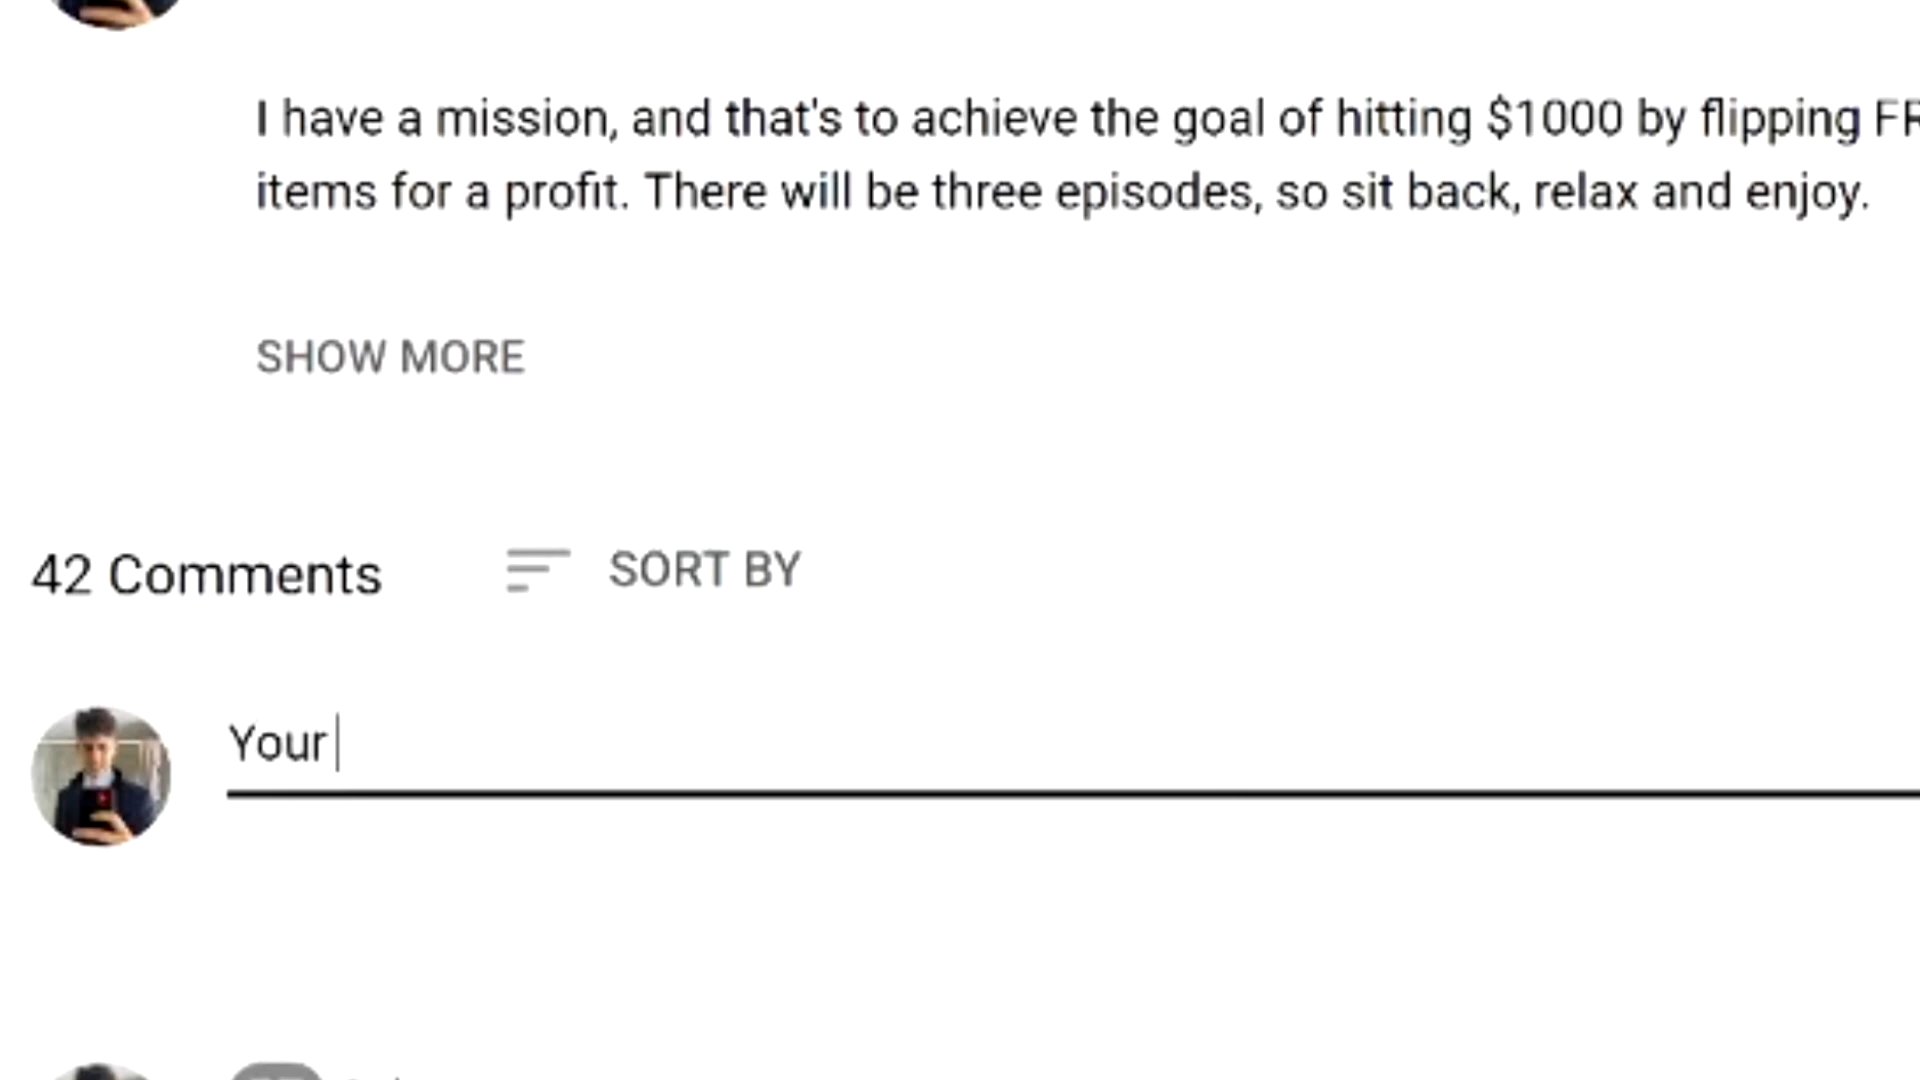 I have a mission, and that's to achieve the goal of hitting $1000 by flipping FR
items for a profit. There will be three episodes, so sit back, relax and enjoy.
SHOW MORE
42 Comments SORT BY
Your